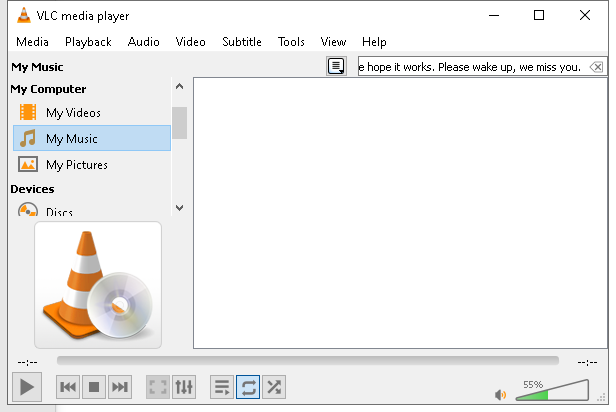 VLC media player
Media Playback Audio Video Subtitle Tools View Help
My Music
e hope it works. Please wake up, we miss you.
My Computer
My Videos
My Music
My Pictures
Devices
Discs
--:-- --:--
55%